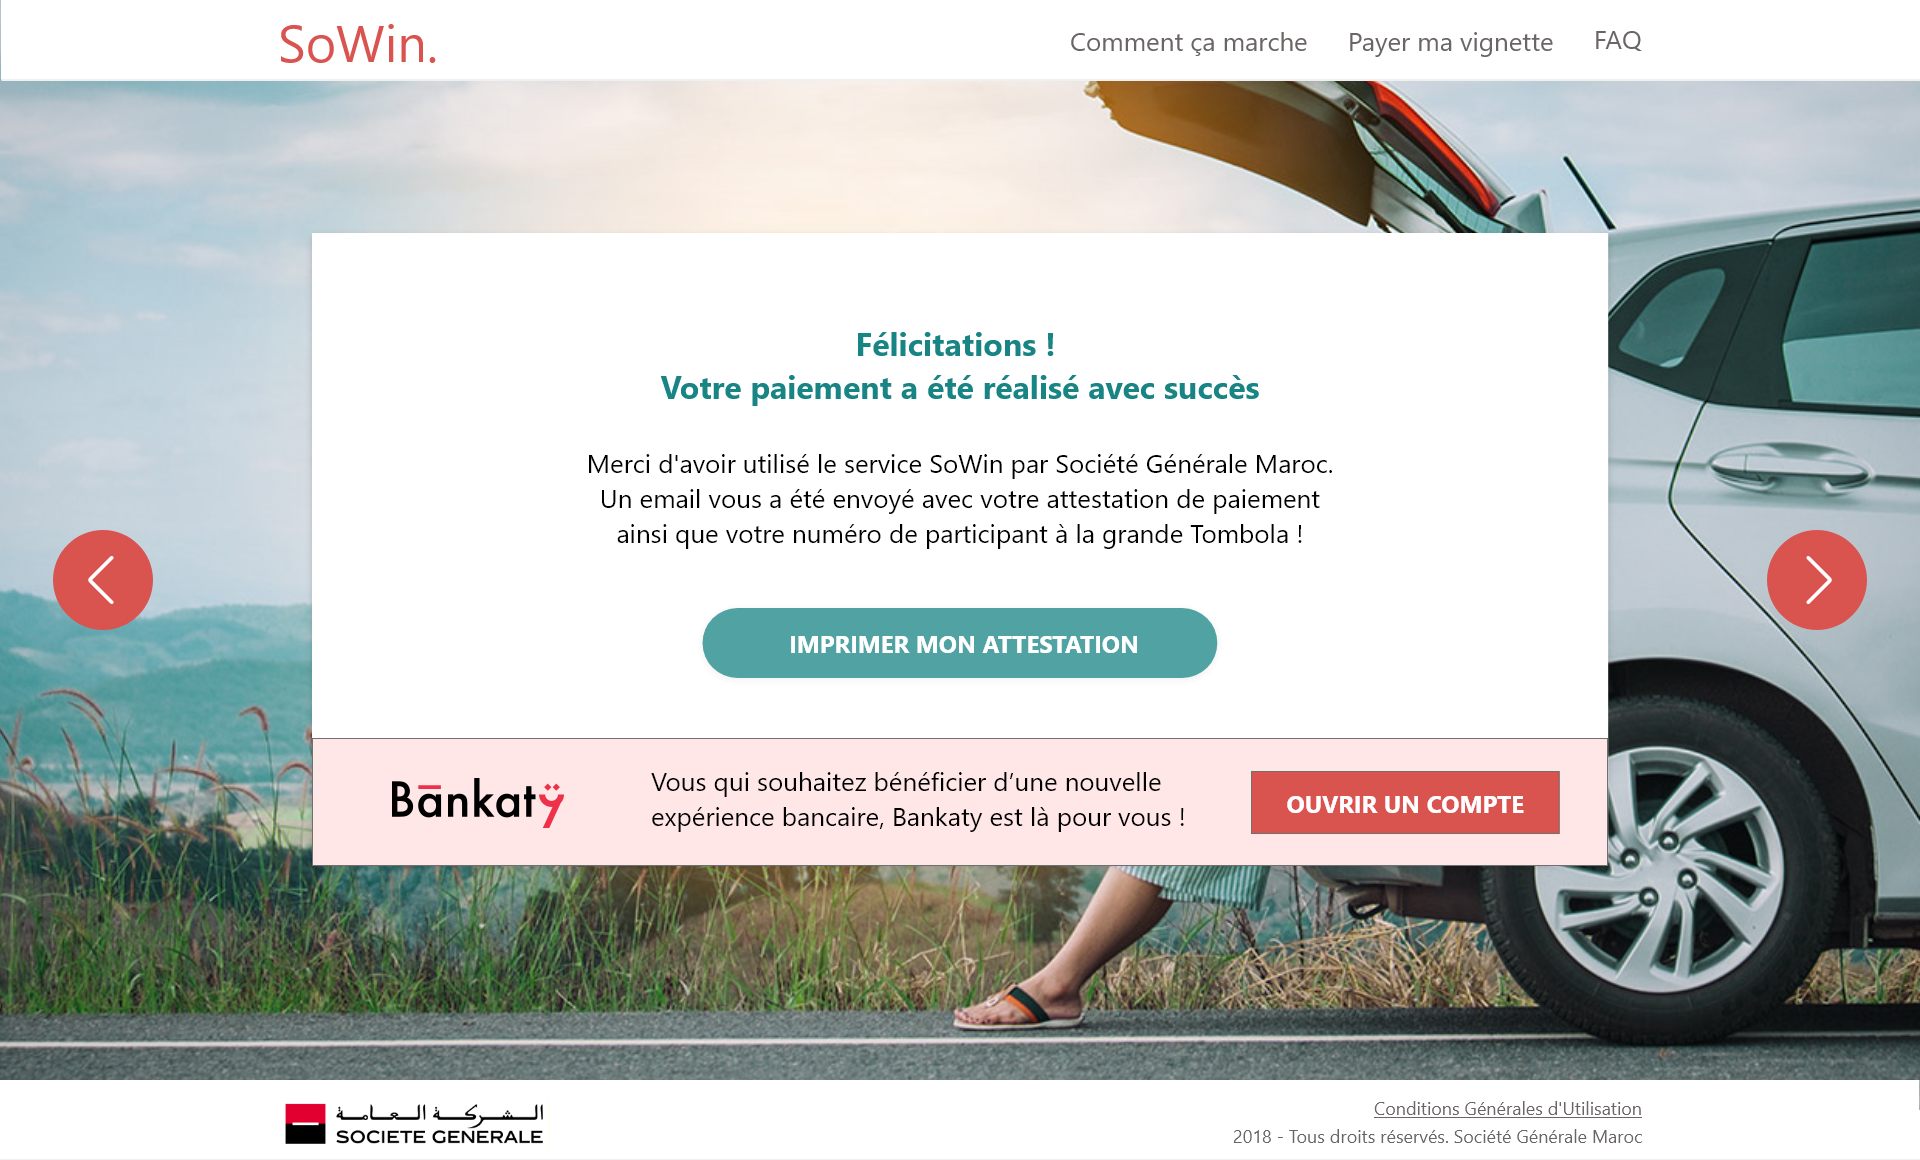 SoWin.
Comment ça marche
Payer ma vignette
FAQ
Félicitations !
Votre paiement a été réalisé avec succès
Merci d'avoir utilisé le service SoWin par Société Générale Maroc.
Un email vous a été envoyé avec votre attestation de paiement
ainsi que votre numéro de participant à la grande Tombola !
IMPRIMER MON ATTESTATION
Bankaty
Vous qui souhaitez bénéficier d’une nouvelle
expérience bancaire, Bankaty est là pour vous !
OUVRIR UN COMPTE
الـشـركـة الـعـامـة
SOCIETE GENERALE
Conditions Générales d'Utilisation
2018 - Tous droits réservés. Société Générale Maroc